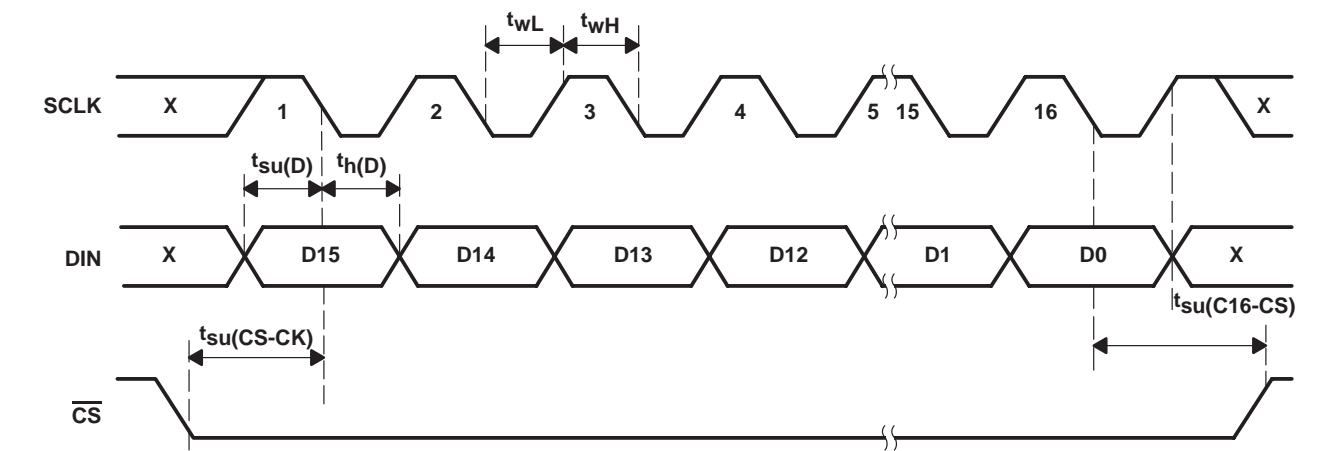 twL twH
SCLK X 1 2 3 4 5 15 16 X
tsu(D) th(D)
DIN X D15 D14 D13 D12 D1 D0 X
tsu(CS-CK) tsu(C16-CS)
CS